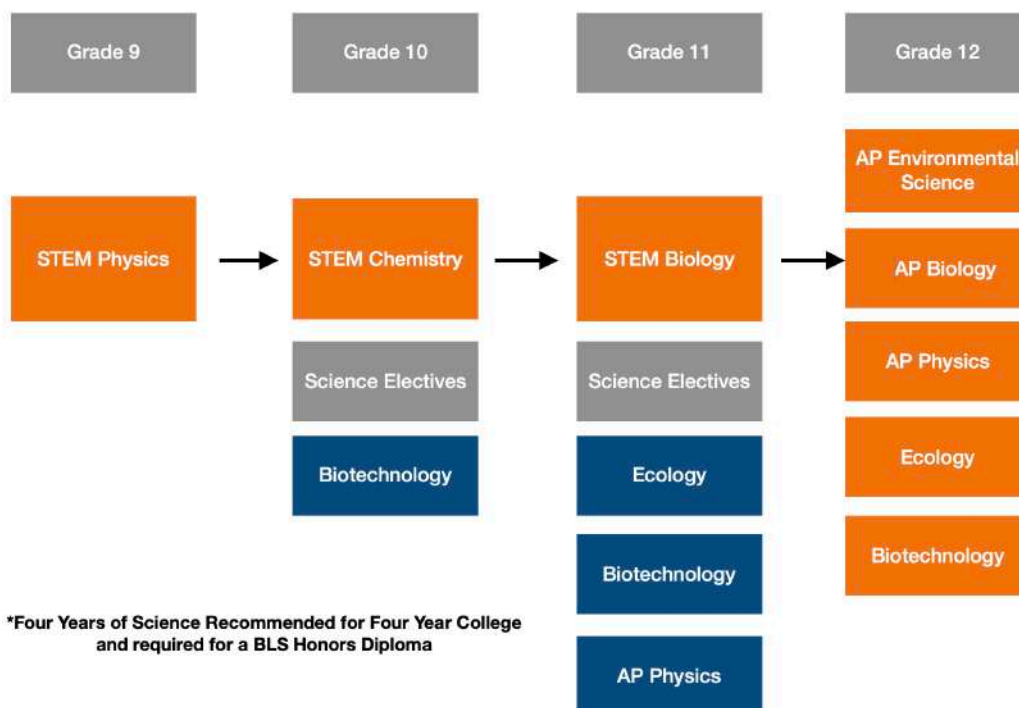 Grade 9
Grade 10
Grade 11
Grade 12
STEM Physics
STEM Chemistry
STEM Biology
AP Environmental
Science
AP Biology
AP Physics
Ecology
Biotechnology
Science Electives
Biotechnology
Science Electives
Ecology
Biotechnology
AP Physics
*Four Years of Science Recommended for Four Year College
and required for a BLS Honors Diploma